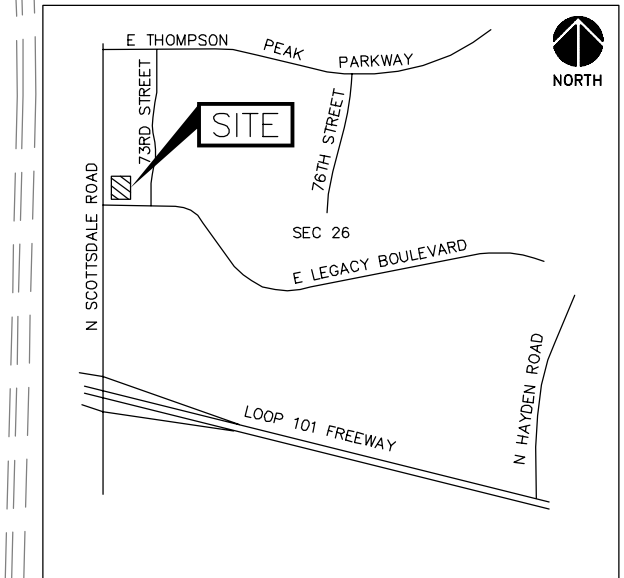 E THOMPSON PEAK PARKWAY
NORTH
73RD STREET
SITE
76TH STREET
N SCOTTSDALE ROAD
SEC 26
E LEGACY BOULEVARD
N HAYDEN ROAD
LOOP 101 FREEWAY